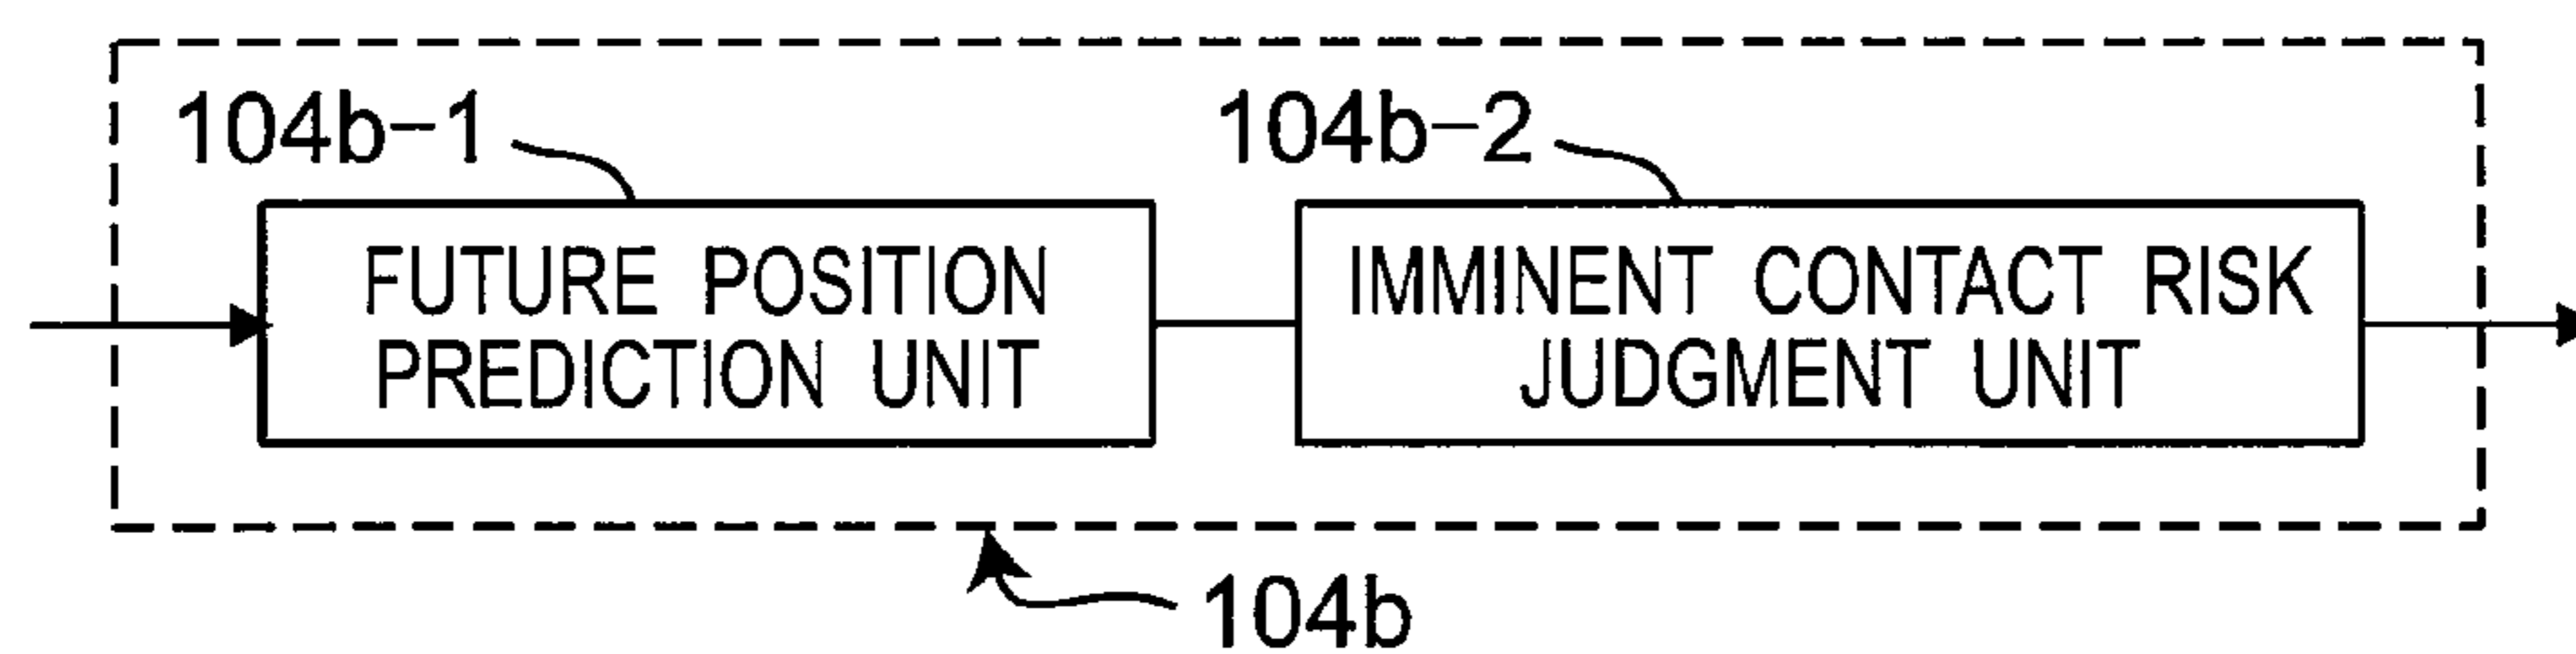 104b-1
104b-2
FUTURE POSITION
PREDICTION UNIT
IMMINENT CONTACT RISK
JUDGMENT UNIT
104b